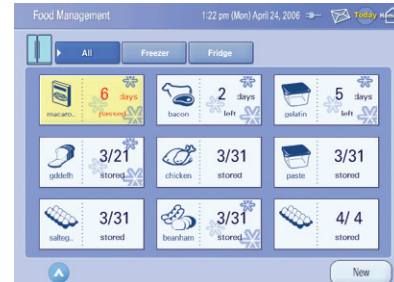 Food Management
1:22 pm (Mon) April 24, 2006
Today
All
Freezer
Fridge
6 days passed
macaro..
2 days left
bacon
5 days left
gelatin
3/21 stored
gddefh
3/31 stored
chicken
3/31 stored
paste
3/31 stored
salteg..
3/31 stored
beanham
4/ 4 stored
New